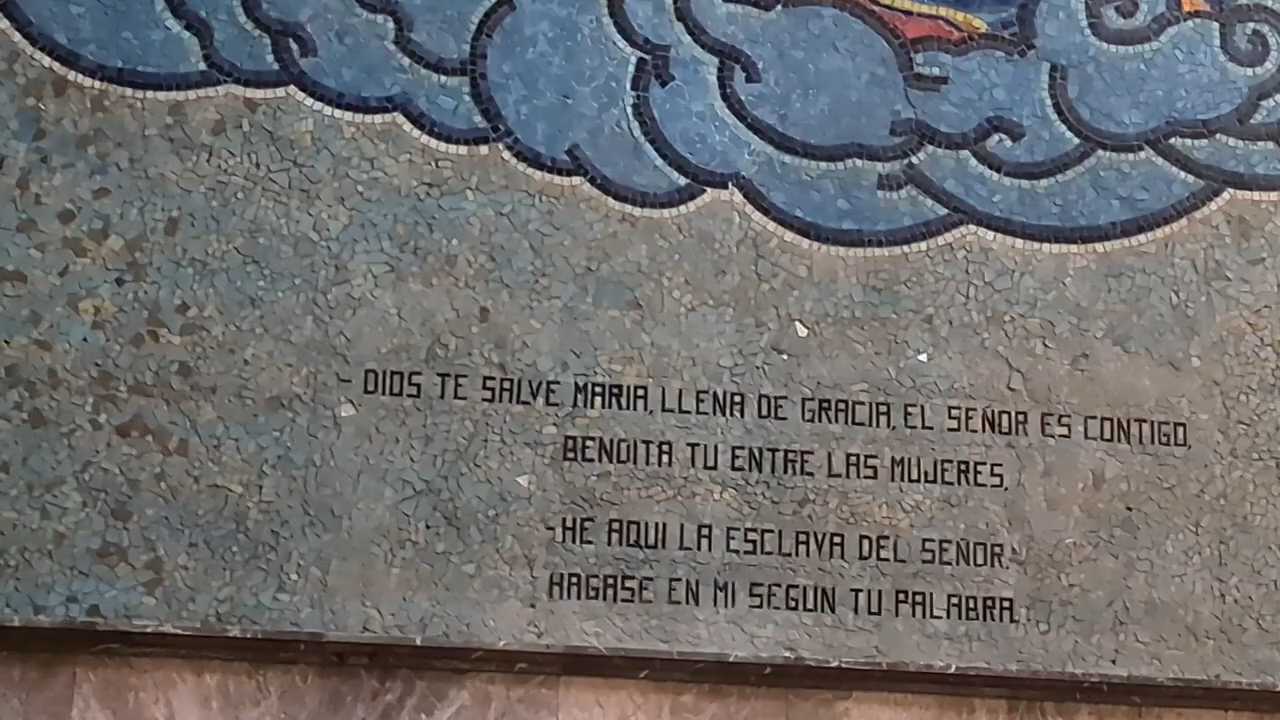 - DIOS TE SALVE MARIA, LLENA DE GRACIA, EL SEÑOR ES CONTIGO,
BENDITA TU ENTRE LAS MUJERES,
-HE AQUI LA ESCLAVA DEL SEÑOR.-
HAGASE EN MI SEGUN TU PALABRA.